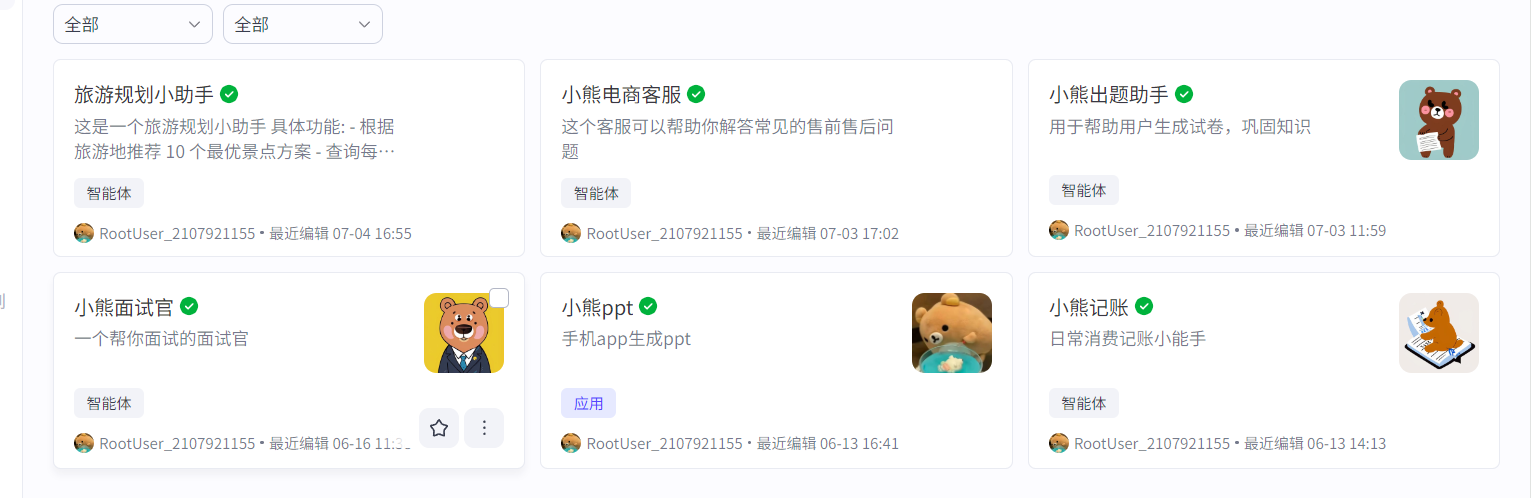 全部
全部
旅游规划小助手
这是一个旅游规划小助手 具体功能: - 根据
旅游地推荐 10 个最优景点方案 - 查询每…
智能体
RootUser_2107921155 • 最近编辑 07-04 16:55
小熊电商客服
这个客服可以帮助你解答常见的售前售后问
题
智能体
RootUser_2107921155 • 最近编辑 07-03 17:02
小熊出题助手
用于帮助用户生成试卷，巩固知识
智能体
RootUser_2107921155 • 最近编辑 07-03 11:59
小熊面试官
一个帮你面试的面试官
智能体
RootUser_2107921155 • 最近编辑 06-16
小熊ppt
手机app生成ppt
应用
RootUser_2107921155 • 最近编辑 06-13 16:41
小熊记账
日常消费记账小能手
智能体
RootUser_2107921155 • 最近编辑 06-13 14:13